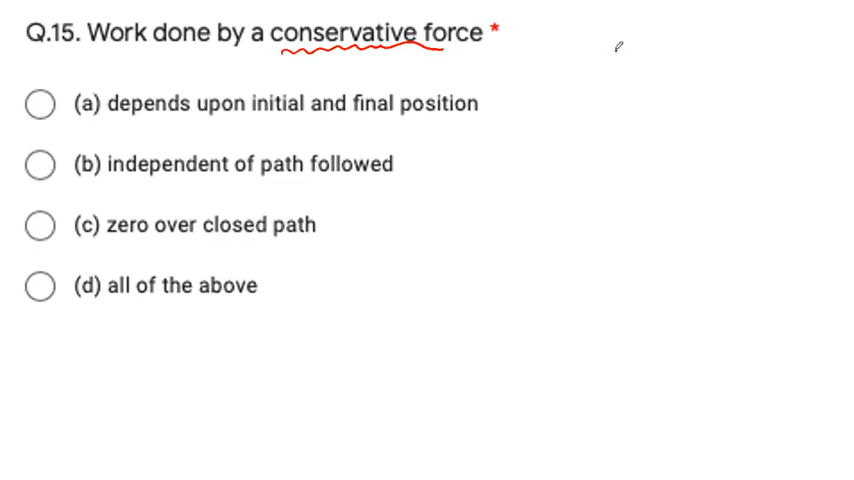 Q.15. Work done by a conservative force *
(a) depends upon initial and final position
(b) independent of path followed
(c) zero over closed path
(d) all of the above